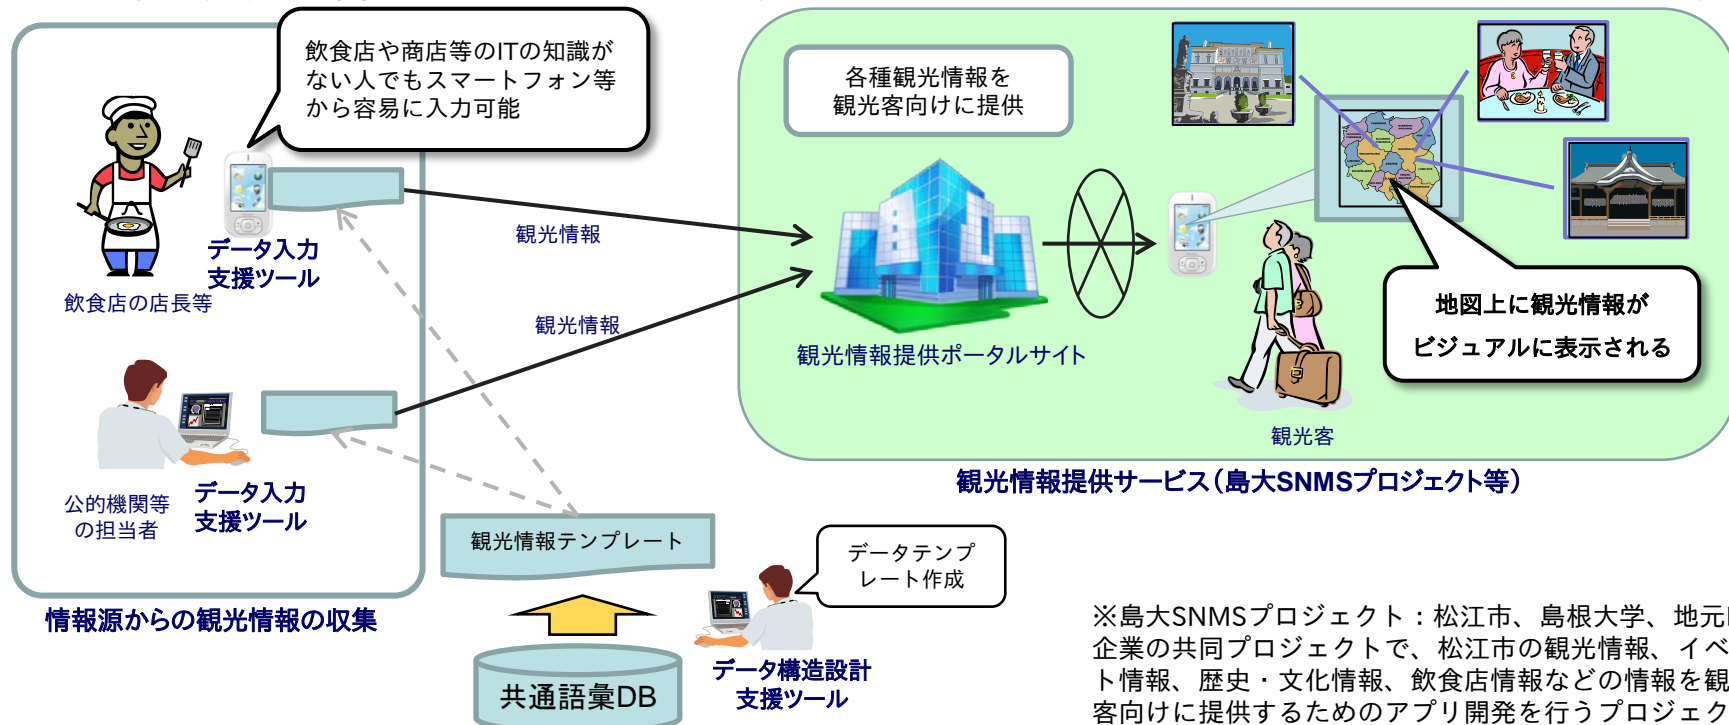 飲食店や商店等のITの知識が
ない人でもスマートフォン等
から容易に入力可能
データ入力
支援ツール
飲食店の店長等
公的機関等
の担当者
データ入力
支援ツール
情報源からの観光情報の収集
観光情報
観光情報
観光情報テンプレート
共通語彙DB
データテンプ
レート作成
データ構造設計
支援ツール
各種観光情報を
観光客向けに提供
観光情報提供ポータルサイト
観光客
地図上に観光情報が
ビジュアルに表示される
観光情報提供サービス（島大SNMSプロジェクト等）
※島大SNMSプロジェクト：松江市、島根大学、地元
企業の共同プロジェクトで、松江市の観光情報、イベ
ト情報、歴史・文化情報、飲食店情報などの情報を観
客向けに提供するためのアプリ開発を行うプロジェク